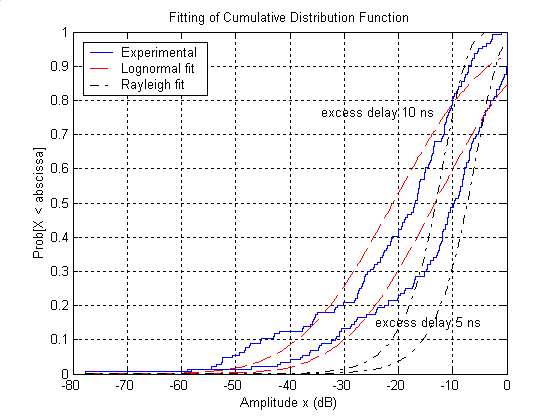 Fitting of Cumulative Distribution Function
Experimental
Lognormal fit
Rayleigh fit
excess delay 10 ns
excess delay 5 ns
Prob[X < abscissa]
1
0.9
0.8
0.7
0.6
0.5
0.4
0.3
0.2
0.1
0
-80
-70
-60
-50
-40
-30
-20
-10
0
Amplitude x (dB)